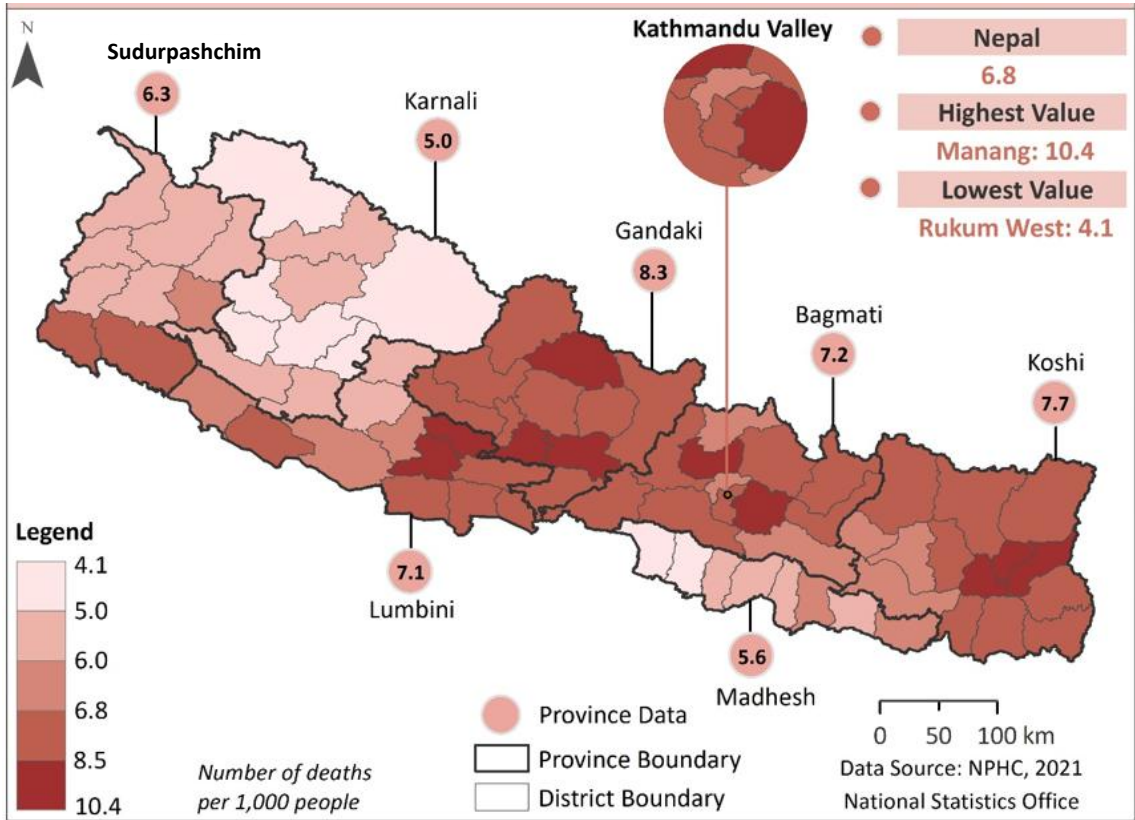 N
Sudurpashchim
6.3
Karnali
5.0
Kathmandu Valley
Nepal
6.8
Highest Value
Manang: 10.4
Lowest Value
Rukum West: 4.1
Gandaki
8.3
Bagmati
7.2
Koshi
7.7
Legend
4.1
5.0
6.0
6.8
8.5
10.4
7.1
Lumbini
5.6
Madhesh
Number of deaths
per 1,000 people
Province Data
Province Boundary
District Boundary
0 50 100 km
Data Source: NPHC, 2021
National Statistics Office